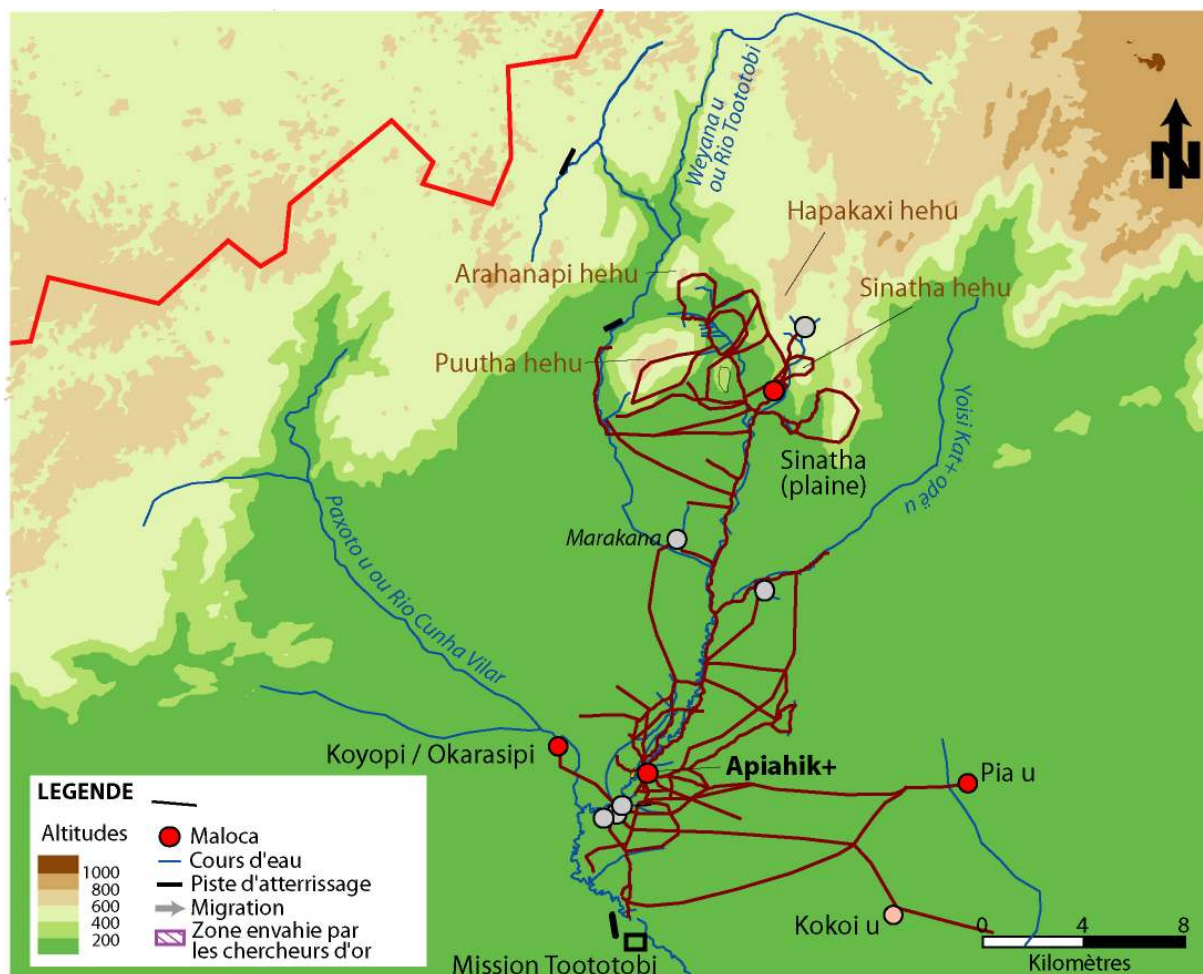 Weyana u
ou Rio Toototobi
N
Hapakaxi hehu
Arahanapi hehu
Sinatha hehu
Puutha hehu
Yoisi Kat+ opë u
Sinatha
(plaine)
Marakana
Paxoto u ou Rio Cunha Vilar
Koyopi / Okarasipi
Apiahik+
Pia u
Kokoi u
Mission Toototobi
LEGENDE
Altitudes
1000
800
600
400
200
Maloca
Cours d'eau
Piste d'atterrissage
Migration
Zone envahie par
les chercheurs d'or
0 4 8
Kilomètres